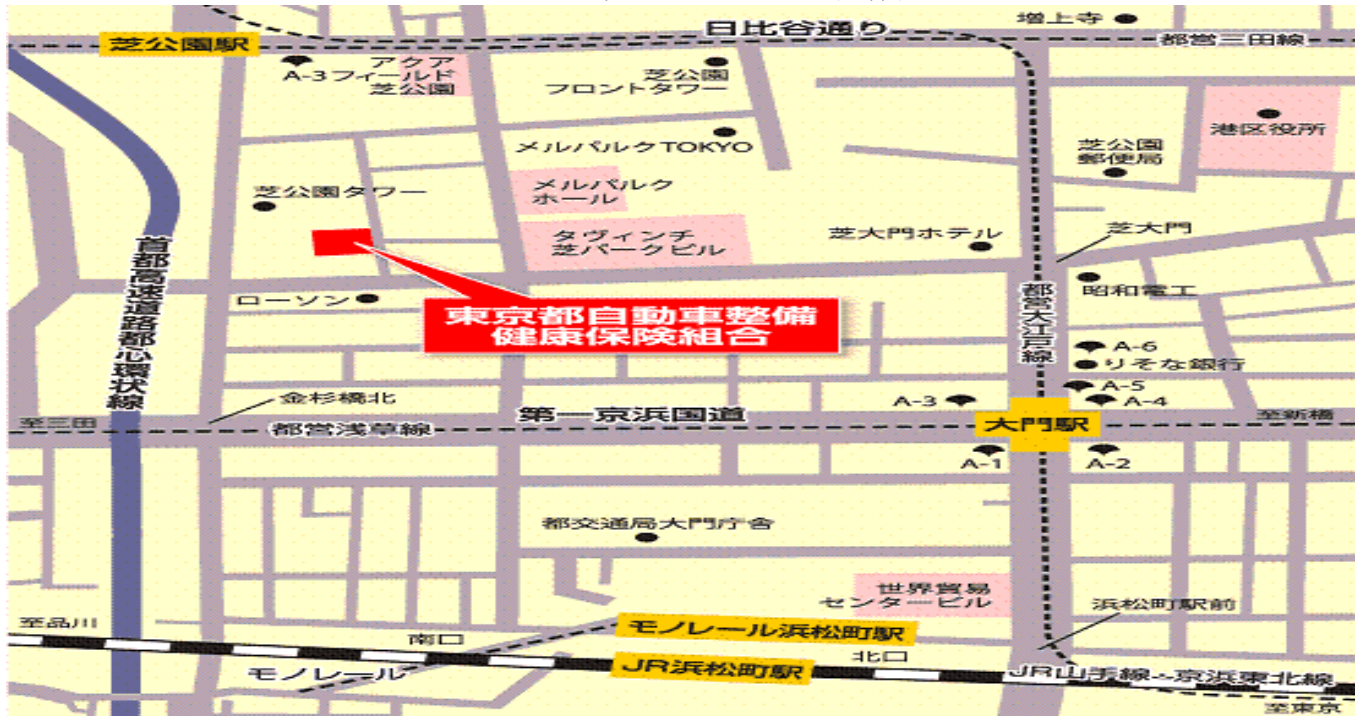 増上寺
日比谷通り
芝公園駅
都営三田線
A-3
アクア
フィールド
芝公園
芝公園
フロントタワー
港区役所
メルパルクTOKYO
芝公園
郵便局
芝公園タワー
メルパルク
ホール
タヴィンチ
芝パークビル
芝大門ホテル
芝大門
首都高速道路都心環状線
ローソン
東京都自動車整備
健康保険組合
都営大江戸線
昭和電工
A-6
りそな銀行
A-5
A-3
A-4
金杉橋北
第一京浜国道
至三田
都営浅草線
大門駅
至新橋
A-1
A-2
都交通局大門庁舎
世界貿易
センタービル
浜松町駅前
至品川
南口
モノレール浜松町駅
北口
モノレール
JR浜松町駅
JR山手線・京浜東北線
至東京